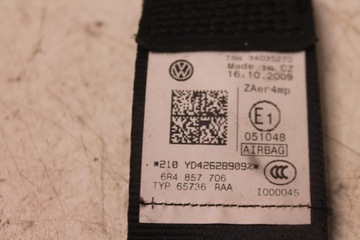 TRW 34035270
Made in CZ
16.10.2009
ZAer4mp
E1
051048
AIRBAG
*210 YD42628909%*
6R4 857 706
TYP 65736 RAA
I000045